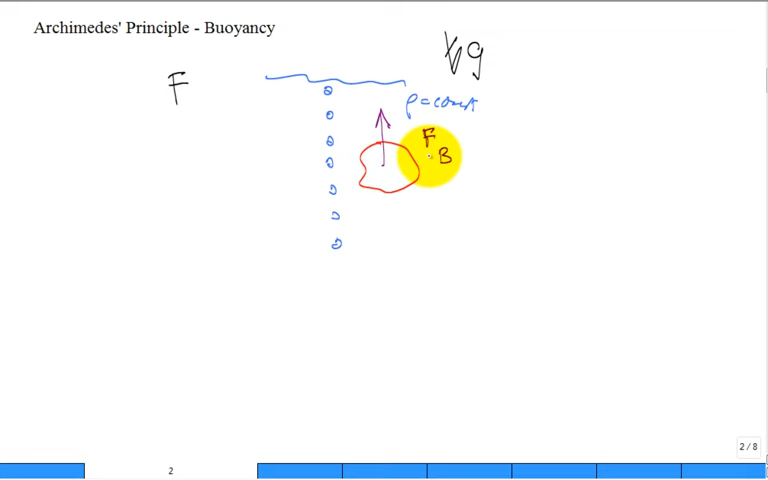 Archimedes' Principle - Buoyancy
F
V g
ρ = const
F
B
2 / 8
2